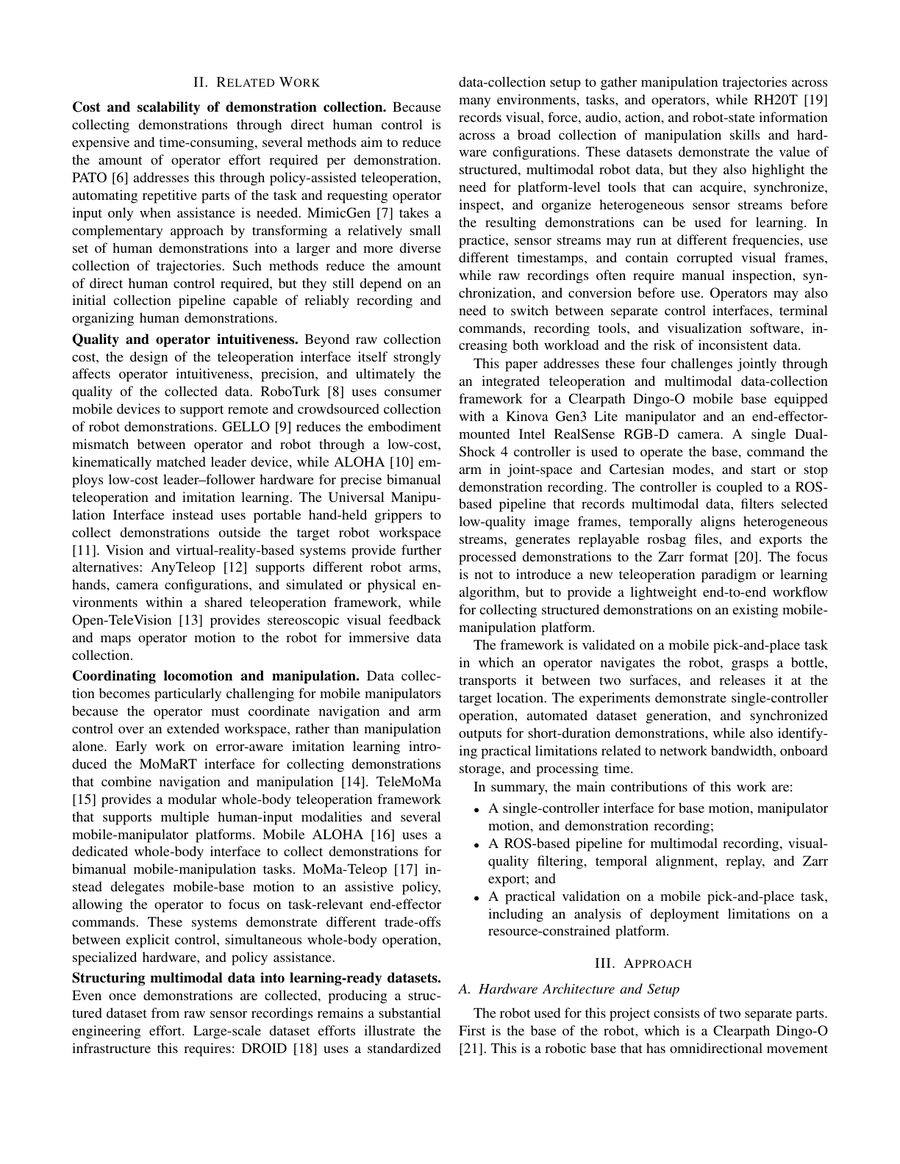 II. RELATED WORK
Cost and scalability of demonstration collection. Because
collecting demonstrations through direct human control is
expensive and time-consuming, several methods aim to reduce
the amount of operator effort required per demonstration.
PATO [6] addresses this through policy-assisted teleoperation,
automating repetitive parts of the task and requesting operator
input only when assistance is needed. MimicGen [7] takes a
complementary approach by transforming a relatively small
set of human demonstrations into a larger and more diverse
collection of trajectories. Such methods reduce the amount
of direct human control required, but they still depend on an
initial collection pipeline capable of reliably recording and
organizing human demonstrations.
Quality and operator intuitiveness. Beyond raw collection
cost, the design of the teleoperation interface itself strongly
affects operator intuitiveness, precision, and ultimately the
quality of the collected data. RoboTurk [8] uses consumer
mobile devices to support remote and crowdsourced collection
of robot demonstrations. GELLO [9] reduces the embodiment
mismatch between operator and robot through a low-cost,
kinematically matched leader device, while ALOHA [10] em-
ploys low-cost leader–follower hardware for precise bimanual
teleoperation and imitation learning. The Universal Manipu-
lation Interface instead uses portable hand-held grippers to
collect demonstrations outside the target robot workspace
[11]. Vision and virtual-reality-based systems provide further
alternatives: AnyTeleop [12] supports different robot arms,
hands, camera configurations, and simulated or physical en-
vironments within a shared teleoperation framework, while
Open-TeleVision [13] provides stereoscopic visual feedback
and maps operator motion to the robot for immersive data
collection.
Coordinating locomotion and manipulation. Data collec-
tion becomes particularly challenging for mobile manipulators
because the operator must coordinate navigation and arm
control over an extended workspace, rather than manipulation
alone. Early work on error-aware imitation learning intro-
duced the MoMaRT interface for collecting demonstrations
that combine navigation and manipulation [14]. TeleMoMa
[15] provides a modular whole-body teleoperation framework
that supports multiple human-input modalities and several
mobile-manipulator platforms. Mobile ALOHA [16] uses a
dedicated whole-body interface to collect demonstrations for
bimanual mobile-manipulation tasks. MoMa-Teleop [17] in-
stead delegates mobile-base motion to an assistive policy,
allowing the operator to focus on task-relevant end-effector
commands. These systems demonstrate different trade-offs
between explicit control, simultaneous whole-body operation,
specialized hardware, and policy assistance.
Structuring multimodal data into learning-ready datasets.
Even once demonstrations are collected, producing a struc-
tured dataset from raw sensor recordings remains a substantial
engineering effort. Large-scale dataset efforts illustrate the
infrastructure this requires: DROID [18] uses a standardized
data-collection setup to gather manipulation trajectories across
many environments, tasks, and operators, while RH20T [19]
records visual, force, audio, action, and robot-state information
across a broad collection of manipulation skills and hard-
ware configurations. These datasets demonstrate the value of
structured, multimodal robot data, but they also highlight the
need for platform-level tools that can acquire, synchronize,
inspect, and organize heterogeneous sensor streams before
the resulting demonstrations can be used for learning. In
practice, sensor streams may run at different frequencies, use
different timestamps, and contain corrupted visual frames,
while raw recordings often require manual inspection, syn-
chronization, and conversion before use. Operators may also
need to switch between separate control interfaces, terminal
commands, recording tools, and visualization software, in-
creasing both workload and the risk of inconsistent data.
This paper addresses these four challenges jointly through
an integrated teleoperation and multimodal data-collection
framework for a Clearpath Dingo-O mobile base equipped
with a Kinova Gen3 Lite manipulator and an end-effector-
mounted Intel RealSense RGB-D camera. A single Dual-
Shock 4 controller is used to operate the base, command the
arm in joint-space and Cartesian modes, and start or stop
demonstration recording. The controller is coupled to a ROS-
based pipeline that records multimodal data, filters selected
low-quality image frames, temporally aligns heterogeneous
streams, generates replayable rosbag files, and exports the
processed demonstrations to the Zarr format [20]. The focus
is not to introduce a new teleoperation paradigm or learning
algorithm, but to provide a lightweight end-to-end workflow
for collecting structured demonstrations on an existing mobile-
manipulation platform.
The framework is validated on a mobile pick-and-place task
in which an operator navigates the robot, grasps a bottle,
transports it between two surfaces, and releases it at the
target location. The experiments demonstrate single-controller
operation, automated dataset generation, and synchronized
outputs for short-duration demonstrations, while also identify-
ing practical limitations related to network bandwidth, onboard
storage, and processing time.
In summary, the main contributions of this work are:
• A single-controller interface for base motion, manipulator
motion, and demonstration recording;
• A ROS-based pipeline for multimodal recording, visual-
quality filtering, temporal alignment, replay, and Zarr
export; and
• A practical validation on a mobile pick-and-place task,
including an analysis of deployment limitations on a
resource-constrained platform.
III. APPROACH
A. Hardware Architecture and Setup
The robot used for this project consists of two separate parts.
First is the base of the robot, which is a Clearpath Dingo-O
[21]. This is a robotic base that has omnidirectional movement